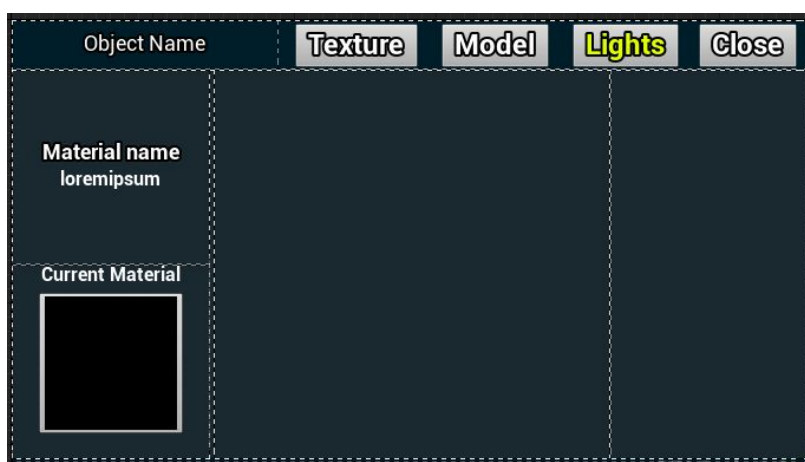 Object Name Texture Model Lights Close
Material name
loremipsum
Current Material